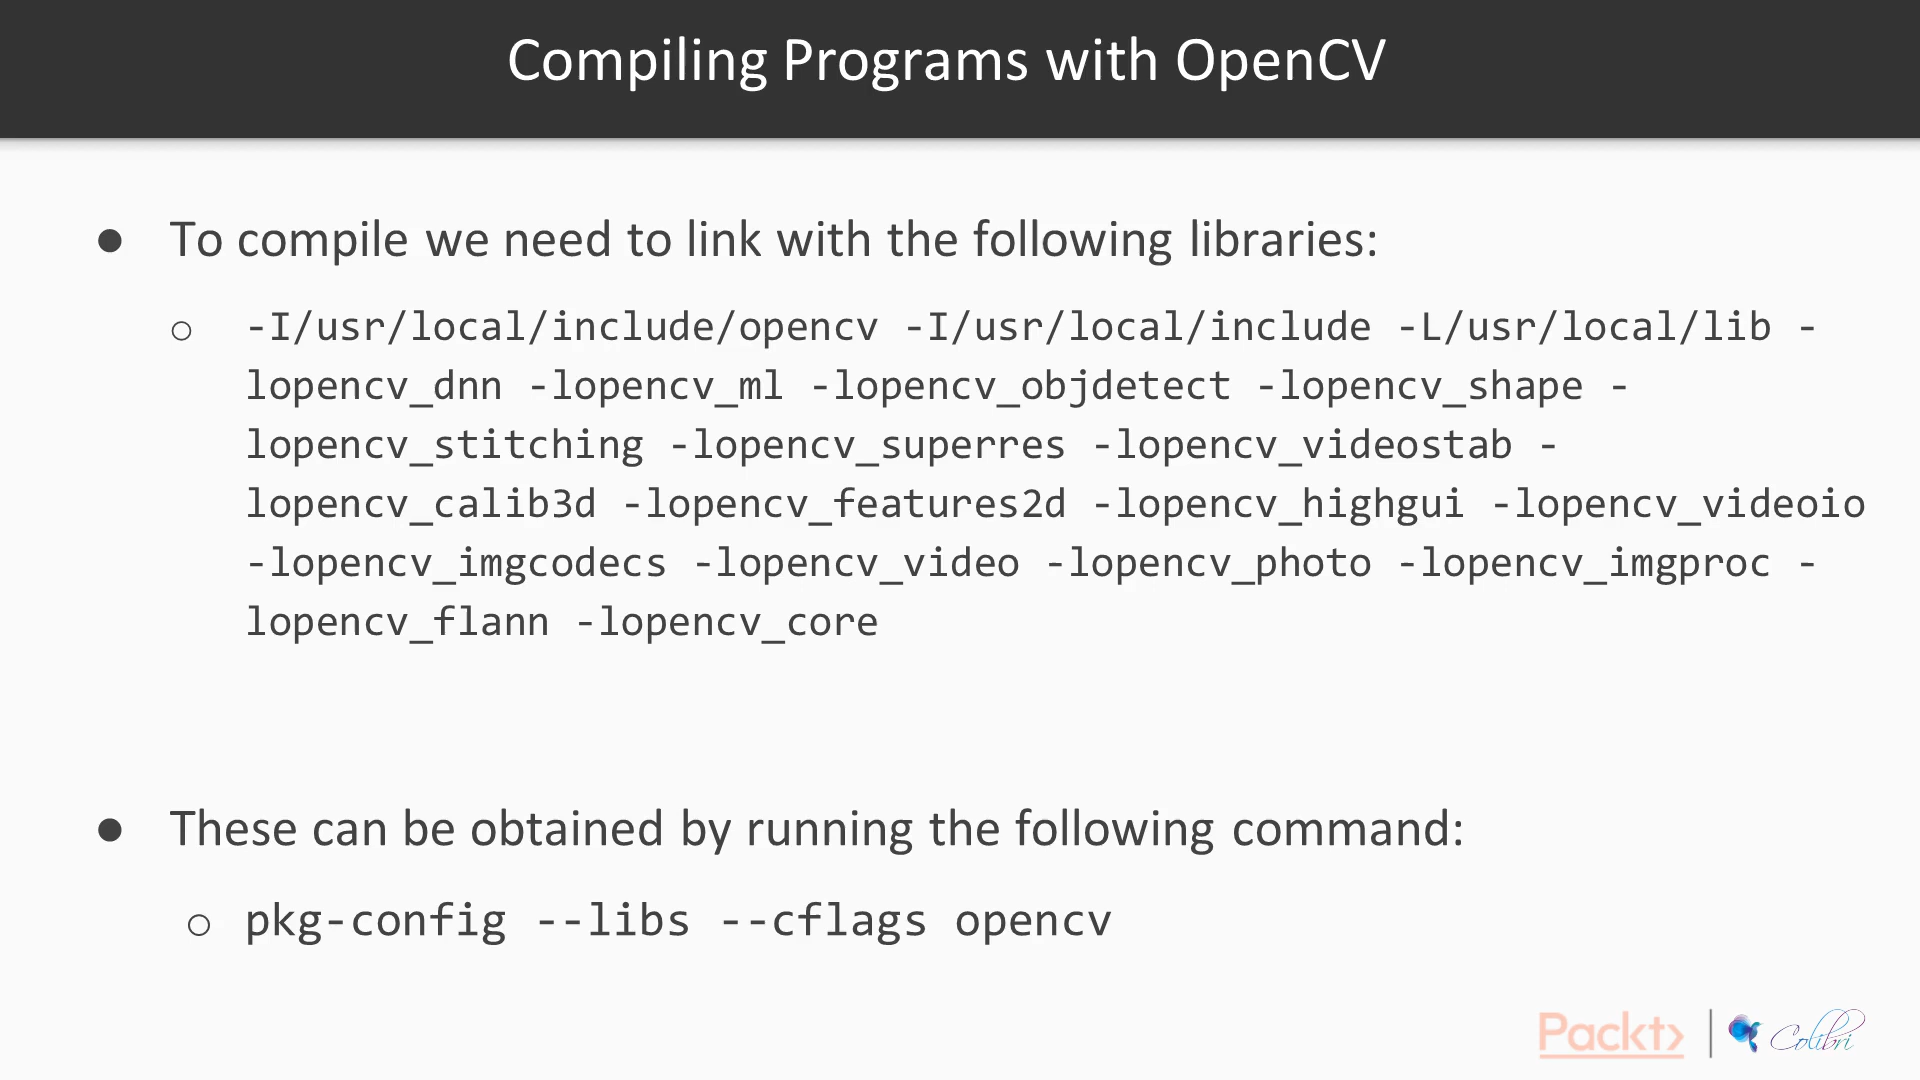 Compiling Programs with OpenCV
● To compile we need to link with the following libraries:
○ -I/usr/local/include/opencv -I/usr/local/include -L/usr/local/lib -
lopencv_dnn -lopencv_ml -lopencv_objdetect -lopencv_shape -
lopencv_stitching -lopencv_superres -lopencv_videostab -
lopencv_calib3d -lopencv_features2d -lopencv_highgui -lopencv_videoio
-lopencv_imgcodecs -lopencv_video -lopencv_photo -lopencv_imgproc -
lopencv_flann -lopencv_core
● These can be obtained by running the following command:
○ pkg-config --libs --cflags opencv
Packt> | Colibri